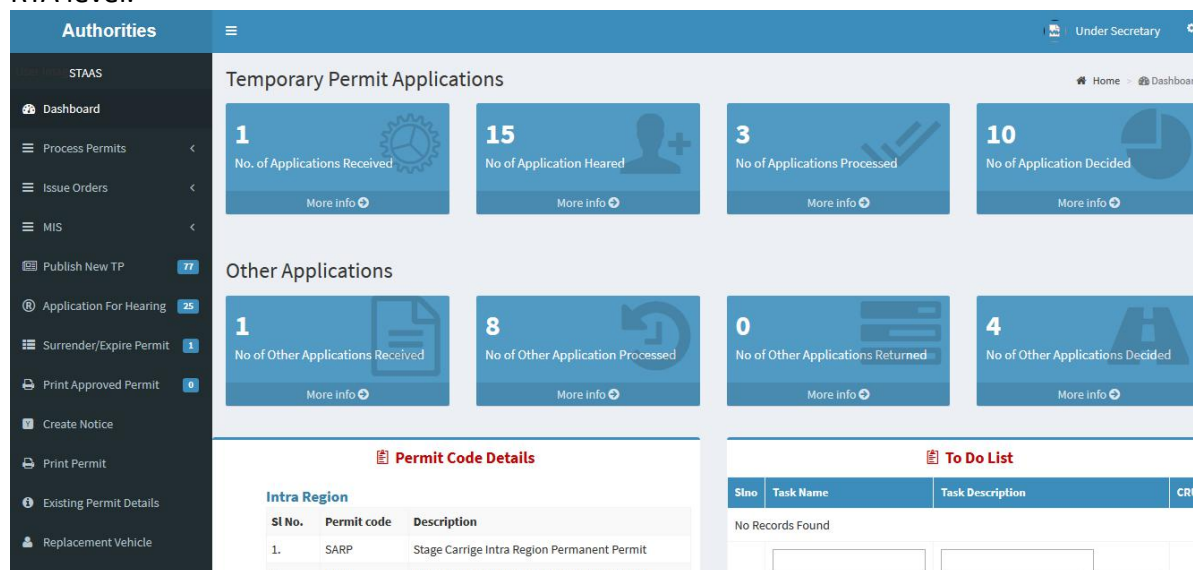 Authorities
Under Secretary
STAAS
Temporary Permit Applications
Home > Dashboar
Dashboard
1
No. of Applications Received
More info
15
No of Application Heared
More info
3
No of Applications Processed
More info
10
No of Application Decided
More info
Process Permits
Issue Orders
MIS
Publish New TP 77
Application For Hearing 25
Surrender/Expire Permit 1
Print Approved Permit 0
Create Notice
Print Permit
Existing Permit Details
Replacement Vehicle
Other Applications
1
No of Other Applications Received
More info
8
No of Other Application Processed
More info
0
No of Other Applications Returned
More info
4
No of Other Applications Decided
More info
Permit Code Details
Intra Region
Sl No. Permit code Description
1. SARP Stage Carrige Intra Region Permanent Permit
To Do List
Slno Task Name Task Description
No Records Found